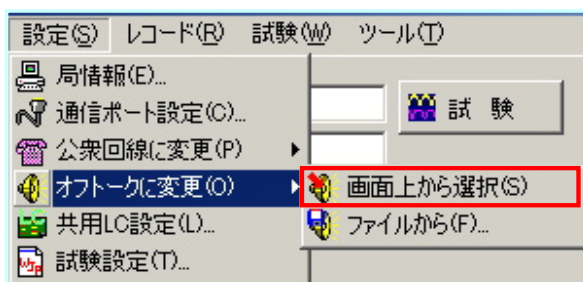 設定(S) レコード(R) 試験(W) ツール(T)
局情報(E)...
通信ポート設定(C)...
試 験
公衆回線に変更(P)
オフトークに変更(O)
画面上から選択(S)
共用LC設定(L)...
ファイルから(F)...
試験設定(T)...